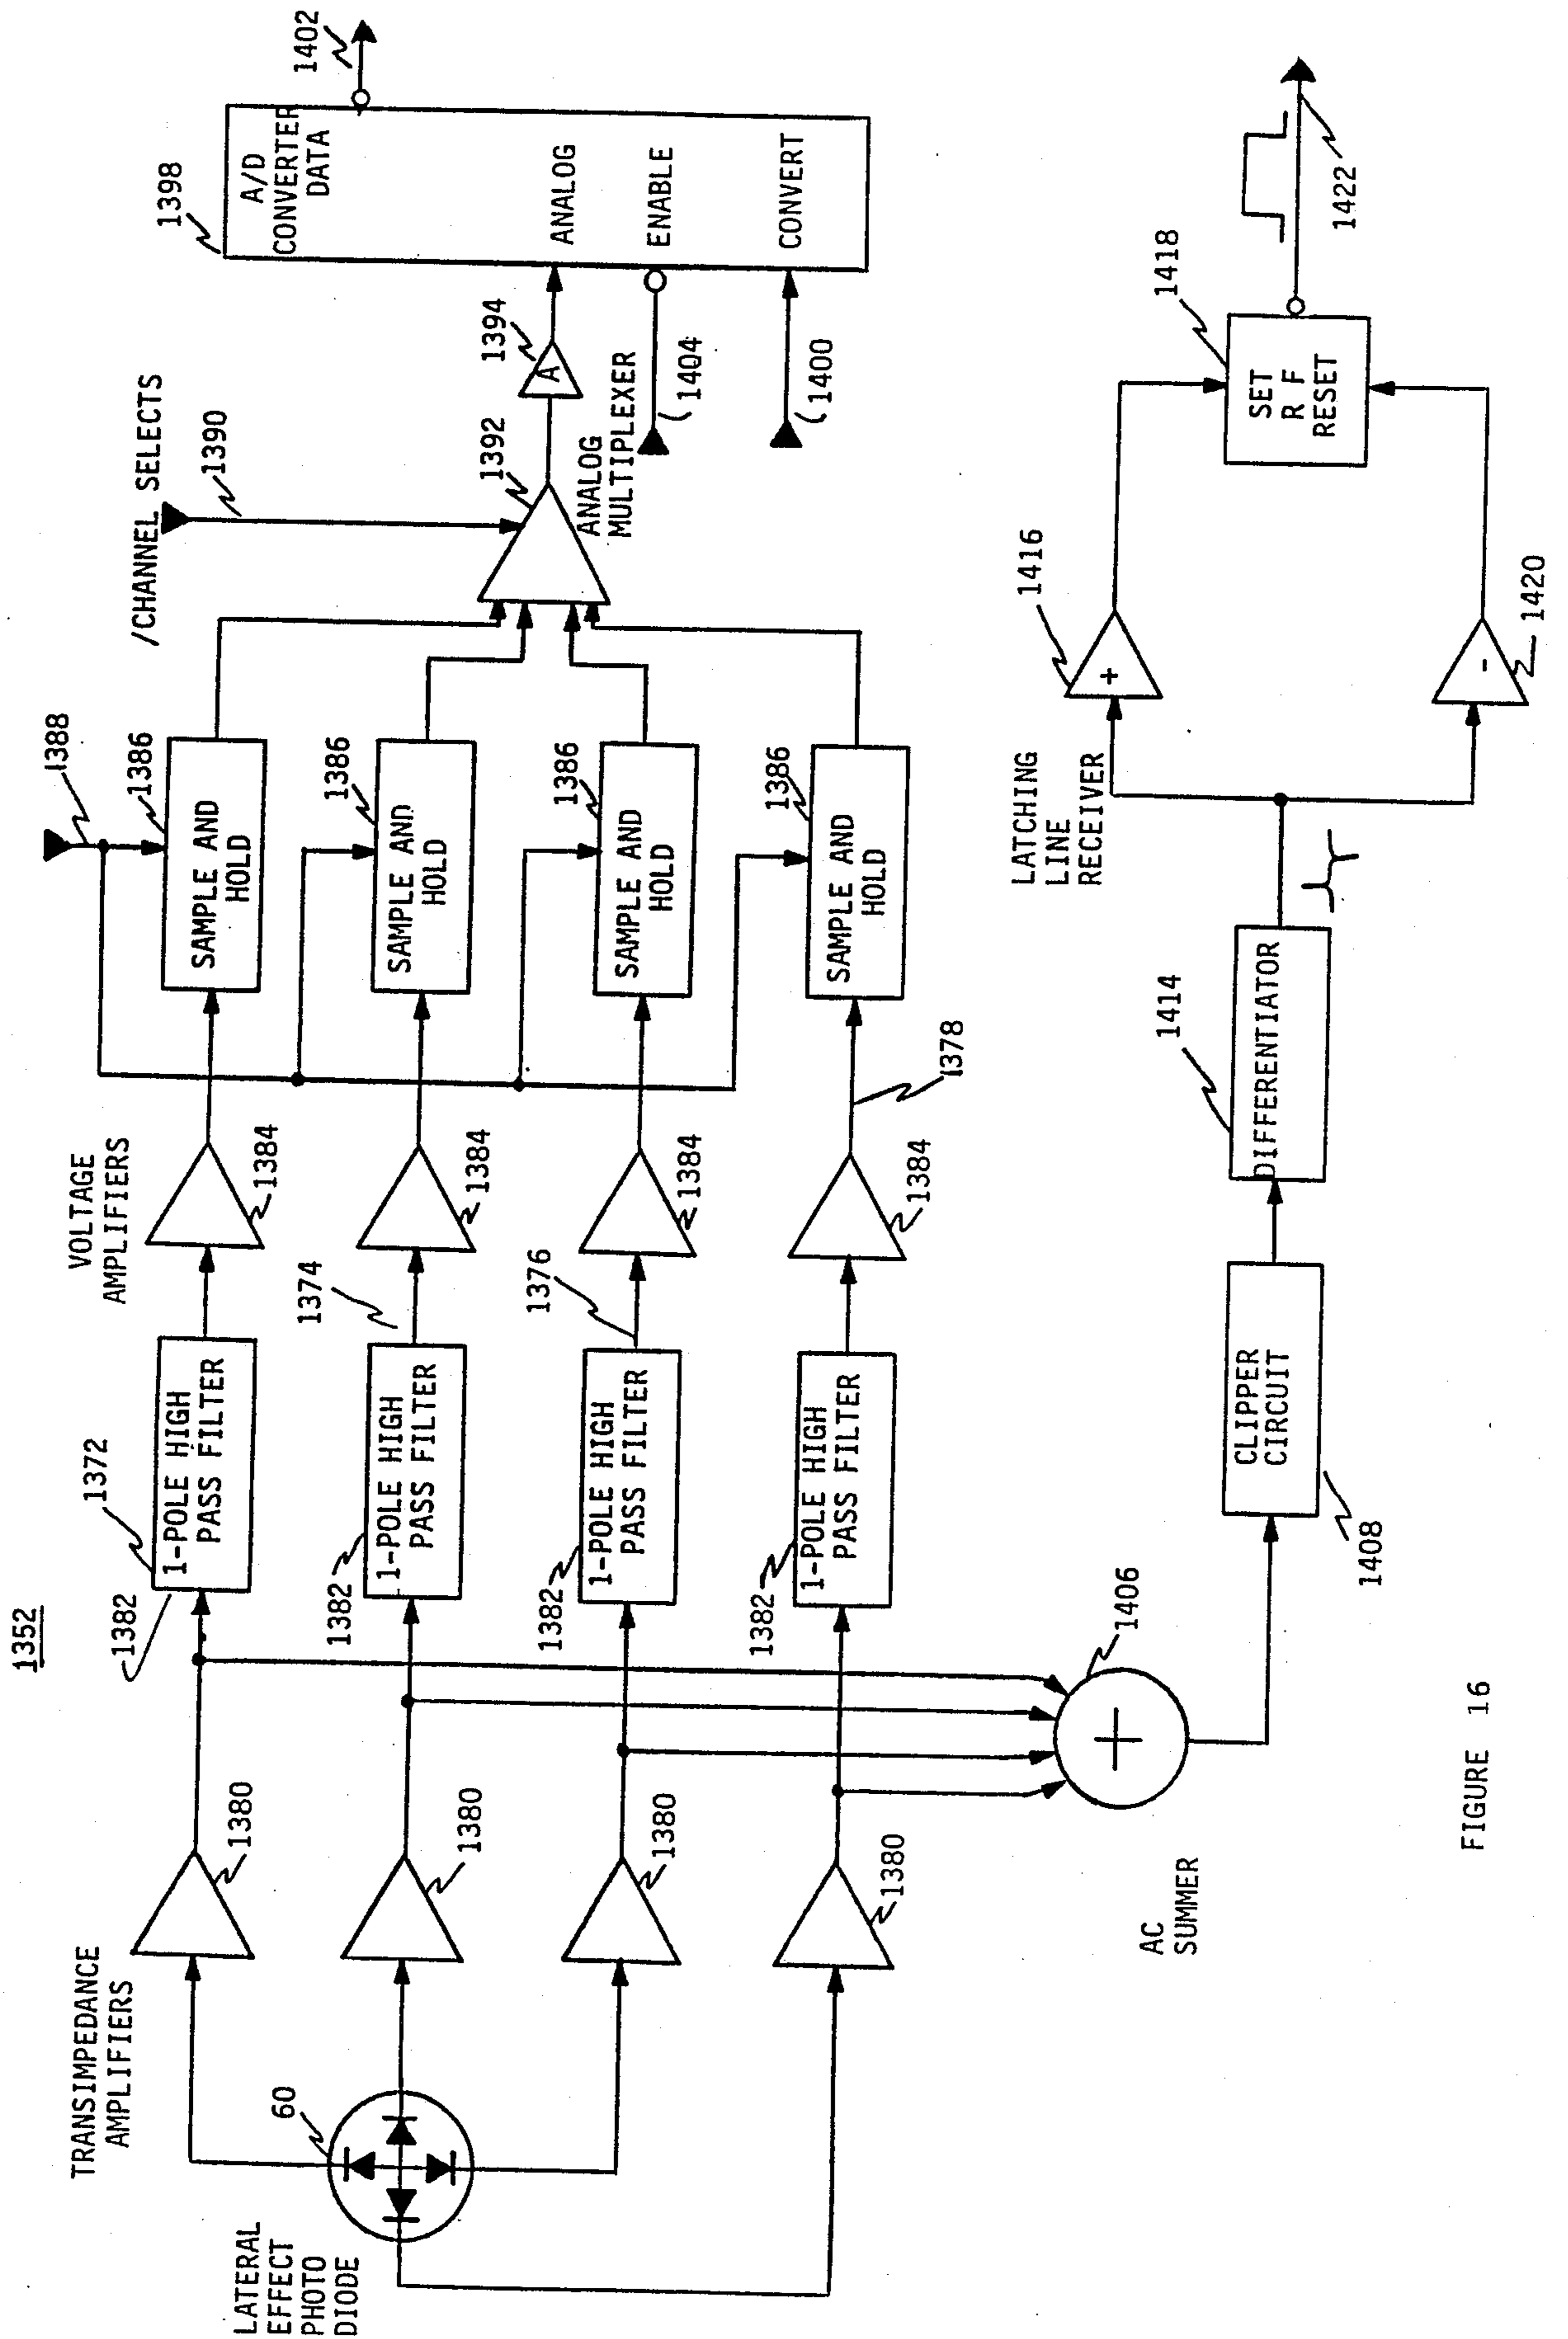 1352
TRANSIMPEDANCE
AMPLIFIERS
1382
1372
VOLTAGE
AMPLIFIERS
1388
/CHANNEL SELECTS
1390
1398
1402
1380
1-POLE HIGH
PASS FILTER
1384
1386
SAMPLE AND
HOLD
A/D
CONVERTER
DATA
LATERAL
EFFECT
PHOTO
DIODE
60
1380
1382
1-POLE HIGH
PASS FILTER
1374
1384
1386
SAMPLE AND
HOLD
1392
ANALOG
MULTIPLEXER
1394
A
ANALOG
ENABLE
CONVERT
1404
1400
1380
1382
1-POLE HIGH
PASS FILTER
1376
1384
1386
SAMPLE AND
HOLD
1380
1382
1-POLE HIGH
PASS FILTER
1384
1378
1386
SAMPLE AND
HOLD
AC
SUMMER
1406
+
1408
CLIPPER
CIRCUIT
1414
DIFFERENTIATOR
LATCHING
LINE
RECEIVER
1416
+
1420
-
1418
SET
R F
RESET
1422
FIGURE 16